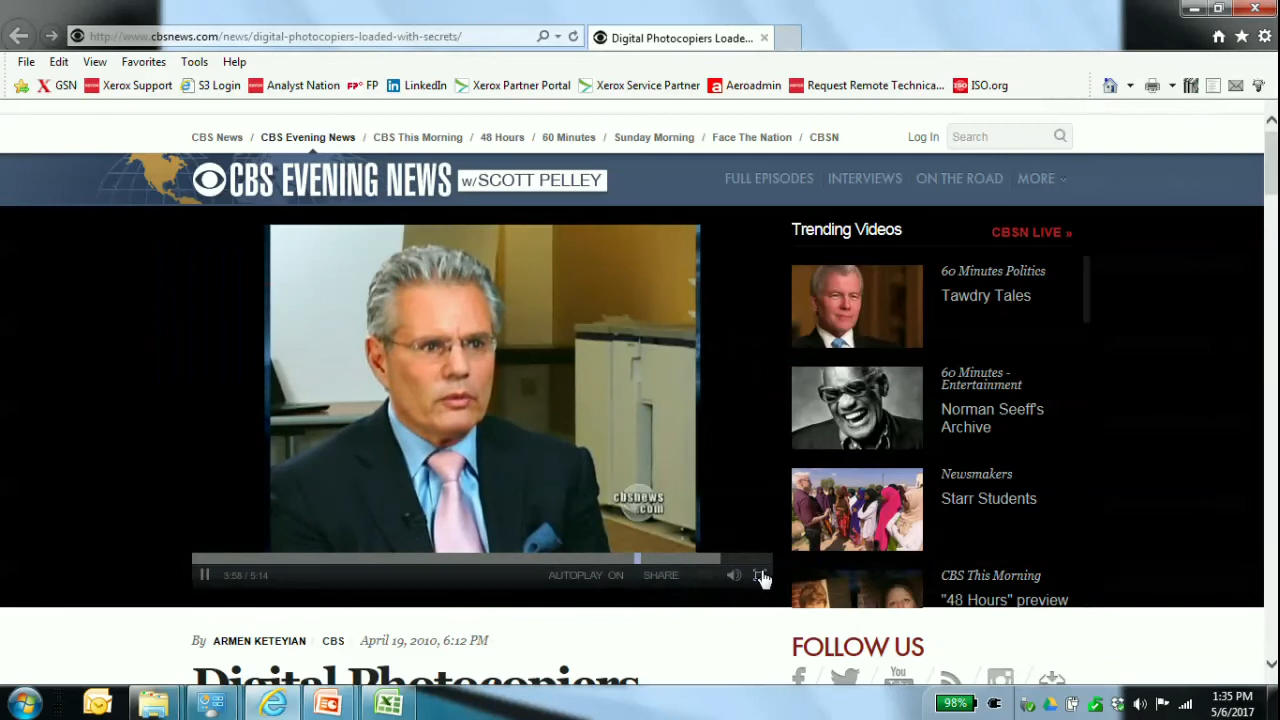 http://www.cbsnews.com/news/digital-photocopiers-loaded-with-secrets/
Digital Photocopiers Loade...
File Edit View Favorites Tools Help
GSN Xerox Support S3 Login Analyst Nation FP FP LinkedIn Xerox Partner Portal Xerox Service Partner Aeroadmin Request Remote Technica... ISO.org
CBS News / CBS Evening News / CBS This Morning / 48 Hours / 60 Minutes / Sunday Morning / Face The Nation / CBSN
Log In Search
CBS EVENING NEWS w/SCOTT PELLEY
FULL EPISODES INTERVIEWS ON THE ROAD MORE
Trending Videos CBSN LIVE »
60 Minutes Politics
Tawdry Tales
60 Minutes -
Entertainment
Norman Seeff's
Archive
Newsmakers
Starr Students
CBS This Morning
"48 Hours" preview
cbsnews
.com
3:58 / 5:14 AUTOPLAY ON SHARE
By ARMEN KETEYIAN CBS April 19, 2010, 6:12 PM
Digital Photocopiers
FOLLOW US
You
98%
1:35 PM
5/6/2017